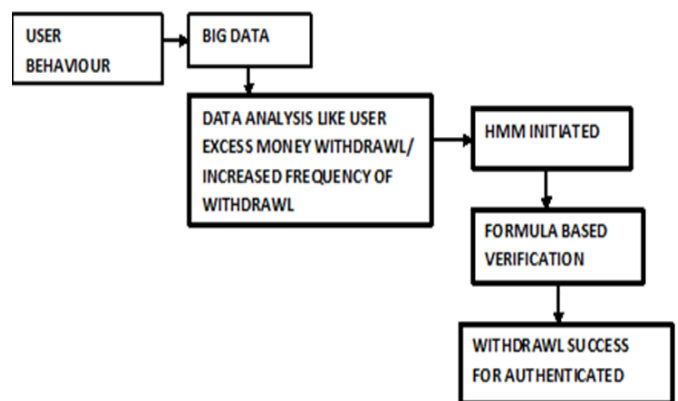 USER
BEHAVIOUR
BIG DATA
DATA ANALYSIS LIKE USER
EXCESS MONEY WITHDRAWL/
INCREASED FREQUENCY OF
WITHDRAWL
HMM INITIATED
FORMULA BASED
VERIFICATION
WITHDRAWL SUCCESS
FOR AUTHENTICATED